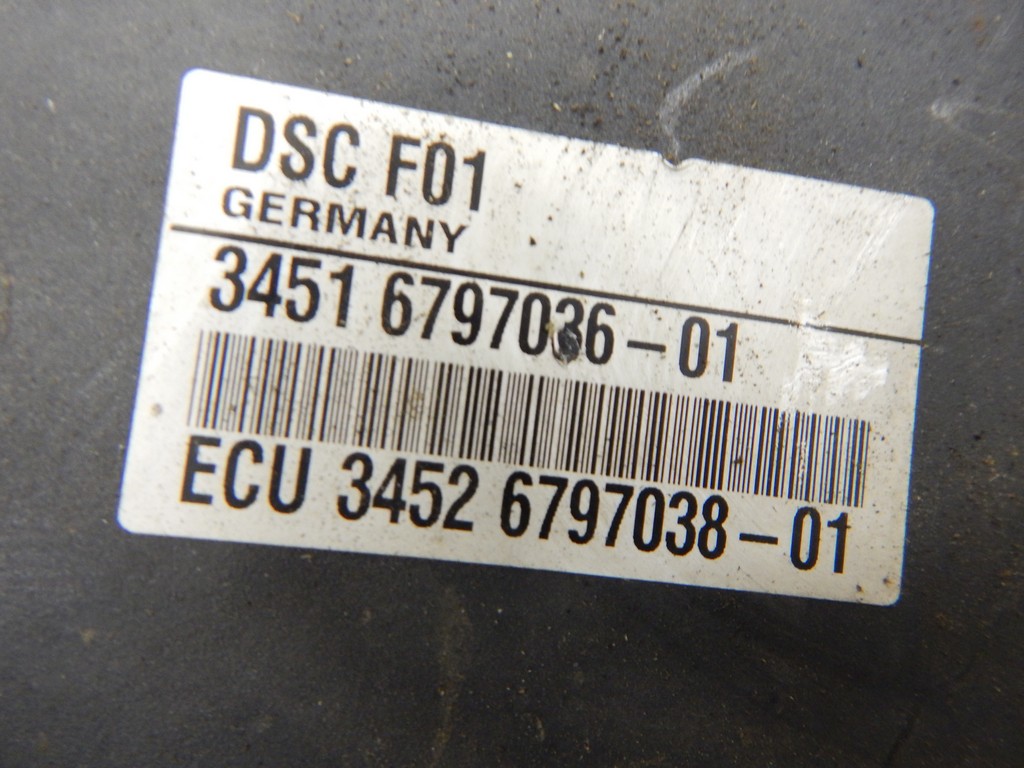 DSC F01
GERMANY
3451 6797036-01
ECU 3452 6797038-01